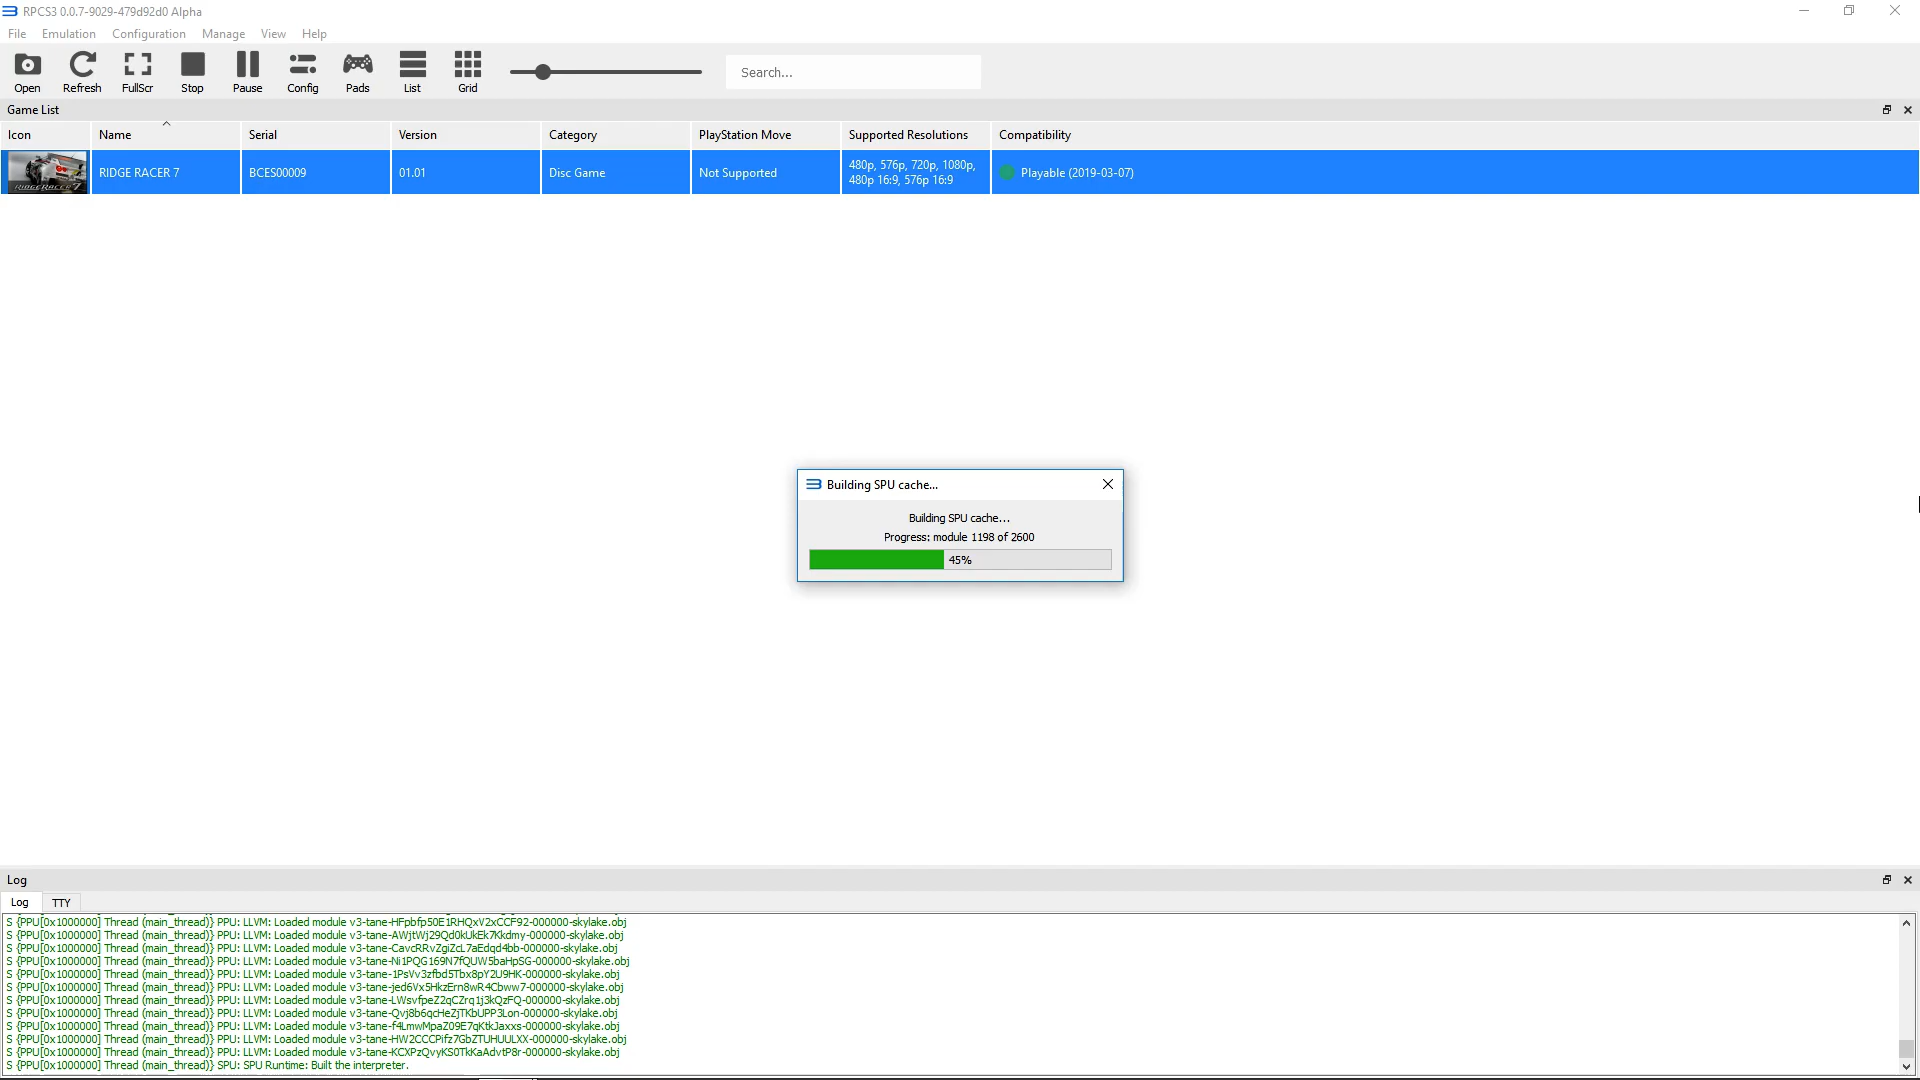 RPCS3 0.0.7-9029-479d92d0 Alpha
File Emulation Configuration Manage View Help
Open Refresh FullScr Stop Pause Config Pads List Grid Search...
Game List
Icon Name Serial Version Category PlayStation Move Supported Resolutions Compatibility
RIDGE RACER 7 RIDGE RACER 7 BCES00009 01.01 Disc Game Not Supported 480p, 576p, 720p, 1080p,
480p 16:9, 576p 16:9 Playable (2019-03-07)
Building SPU cache...
Building SPU cache...
Progress: module 1198 of 2600
45%
Log
Log TTY
S {PPU[0x1000000] Thread (main_thread)} PPU: LLVM: Loaded module v3-tane-HFpbfp50E1RHQxV2xCCF92-000000-skylake.obj
S {PPU[0x1000000] Thread (main_thread)} PPU: LLVM: Loaded module v3-tane-AWjtWj29Qd0kUkEk7Kkdmy-000000-skylake.obj
S {PPU[0x1000000] Thread (main_thread)} PPU: LLVM: Loaded module v3-tane-CavcRRvZgiZcL7aEdqd4bb-000000-skylake.obj
S {PPU[0x1000000] Thread (main_thread)} PPU: LLVM: Loaded module v3-tane-Ni1PQG169N7fQUW5baHpSG-000000-skylake.obj
S {PPU[0x1000000] Thread (main_thread)} PPU: LLVM: Loaded module v3-tane-1PsVv3zfbd5Tbx8pY2U9HK-000000-skylake.obj
S {PPU[0x1000000] Thread (main_thread)} PPU: LLVM: Loaded module v3-tane-jed6Vx5HkzErn8wR4Cbww7-000000-skylake.obj
S {PPU[0x1000000] Thread (main_thread)} PPU: LLVM: Loaded module v3-tane-LWsvfpeZ2qCZrq1j3kQzFQ-000000-skylake.obj
S {PPU[0x1000000] Thread (main_thread)} PPU: LLVM: Loaded module v3-tane-Qvj8b6qcHeZjTKbUPP3Lon-000000-skylake.obj
S {PPU[0x1000000] Thread (main_thread)} PPU: LLVM: Loaded module v3-tane-f4LmwMpaZ09E7qKtkJaxxs-000000-skylake.obj
S {PPU[0x1000000] Thread (main_thread)} PPU: LLVM: Loaded module v3-tane-HW2CCCPifz7GbZTUHUULXX-000000-skylake.obj
S {PPU[0x1000000] Thread (main_thread)} PPU: LLVM: Loaded module v3-tane-KCXPzQvyKS0TkKaAdvtP8r-000000-skylake.obj
S {PPU[0x1000000] Thread (main_thread)} SPU: SPU Runtime: Built the interpreter.